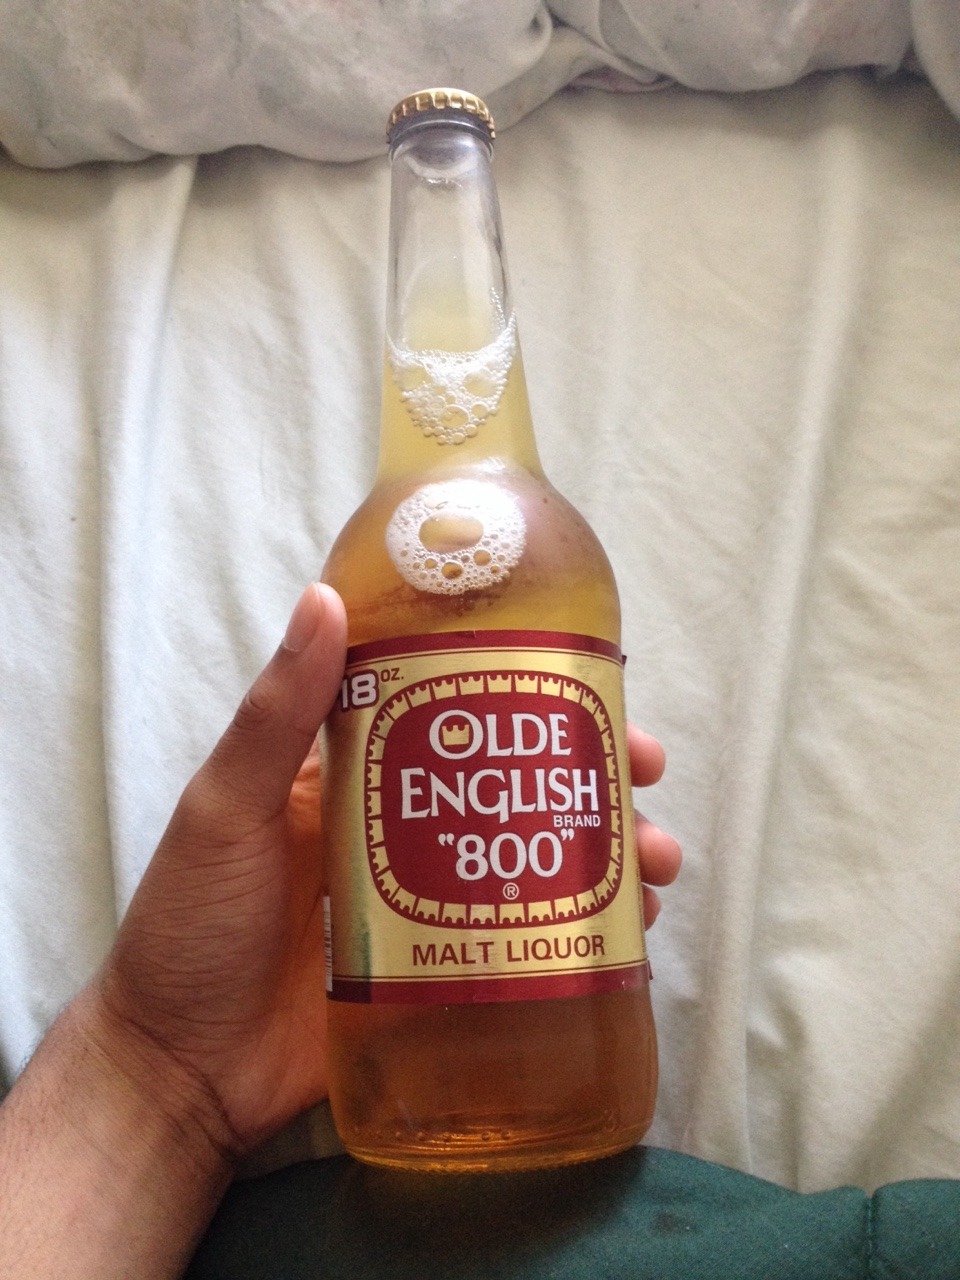 18 OZ.
OLDE
ENGLISH
BRAND
"800"
®
MALT LIQUOR